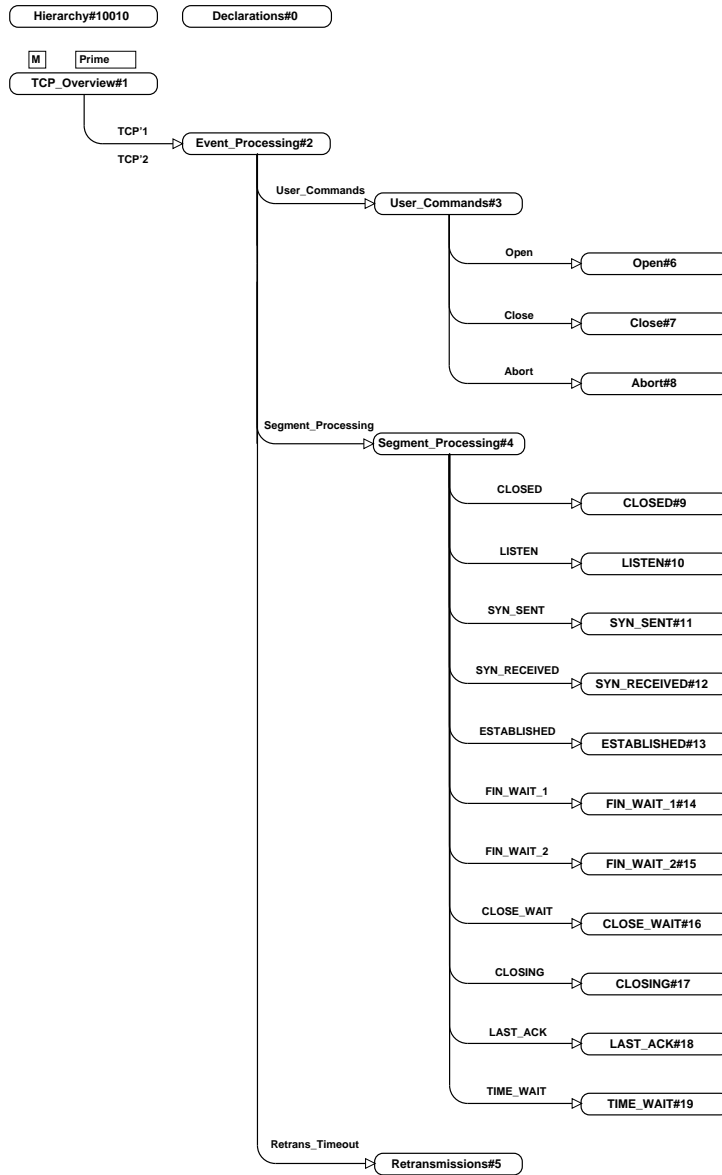 Hierarchy#10010
Declarations#0
M
Prime
TCP_Overview#1
TCP'1
TCP'2
Event_Processing#2
User_Commands
User_Commands#3
Open
Open#6
Close
Close#7
Abort
Abort#8
Segment_Processing
Segment_Processing#4
CLOSED
CLOSED#9
LISTEN
LISTEN#10
SYN_SENT
SYN_SENT#11
SYN_RECEIVED
SYN_RECEIVED#12
ESTABLISHED
ESTABLISHED#13
FIN_WAIT_1
FIN_WAIT_1#14
FIN_WAIT_2
FIN_WAIT_2#15
CLOSE_WAIT
CLOSE_WAIT#16
CLOSING
CLOSING#17
LAST_ACK
LAST_ACK#18
TIME_WAIT
TIME_WAIT#19
Retrans_Timeout
Retransmissions#5